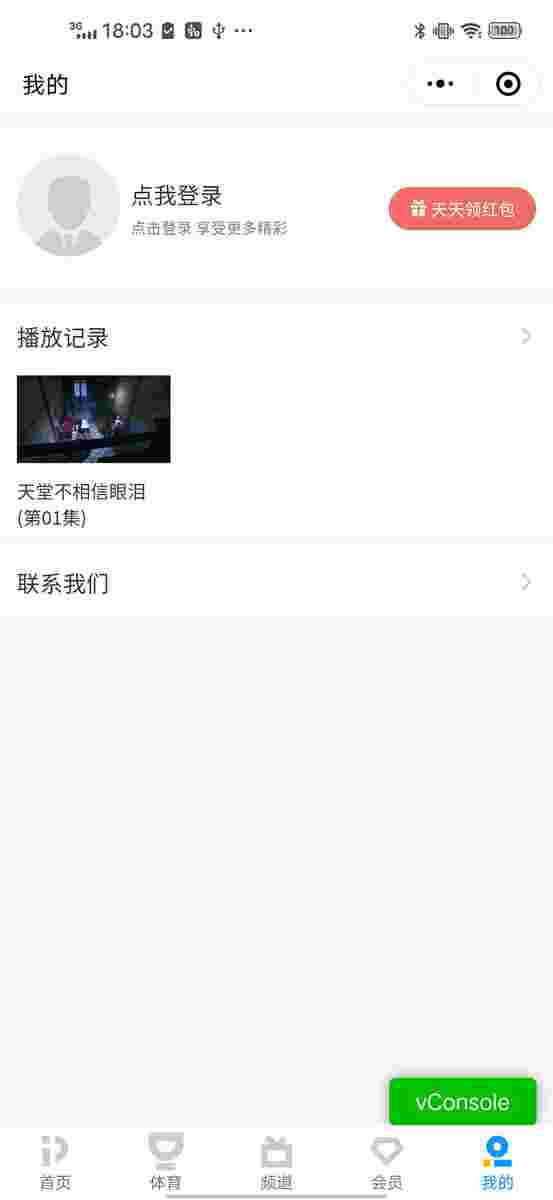 3G 18:03 100
我的
点我登录
点击登录 享受更多精彩
天天领红包
播放记录
天堂不相信眼泪
(第01集)
联系我们
vConsole
首页 体育 频道 会员 我的